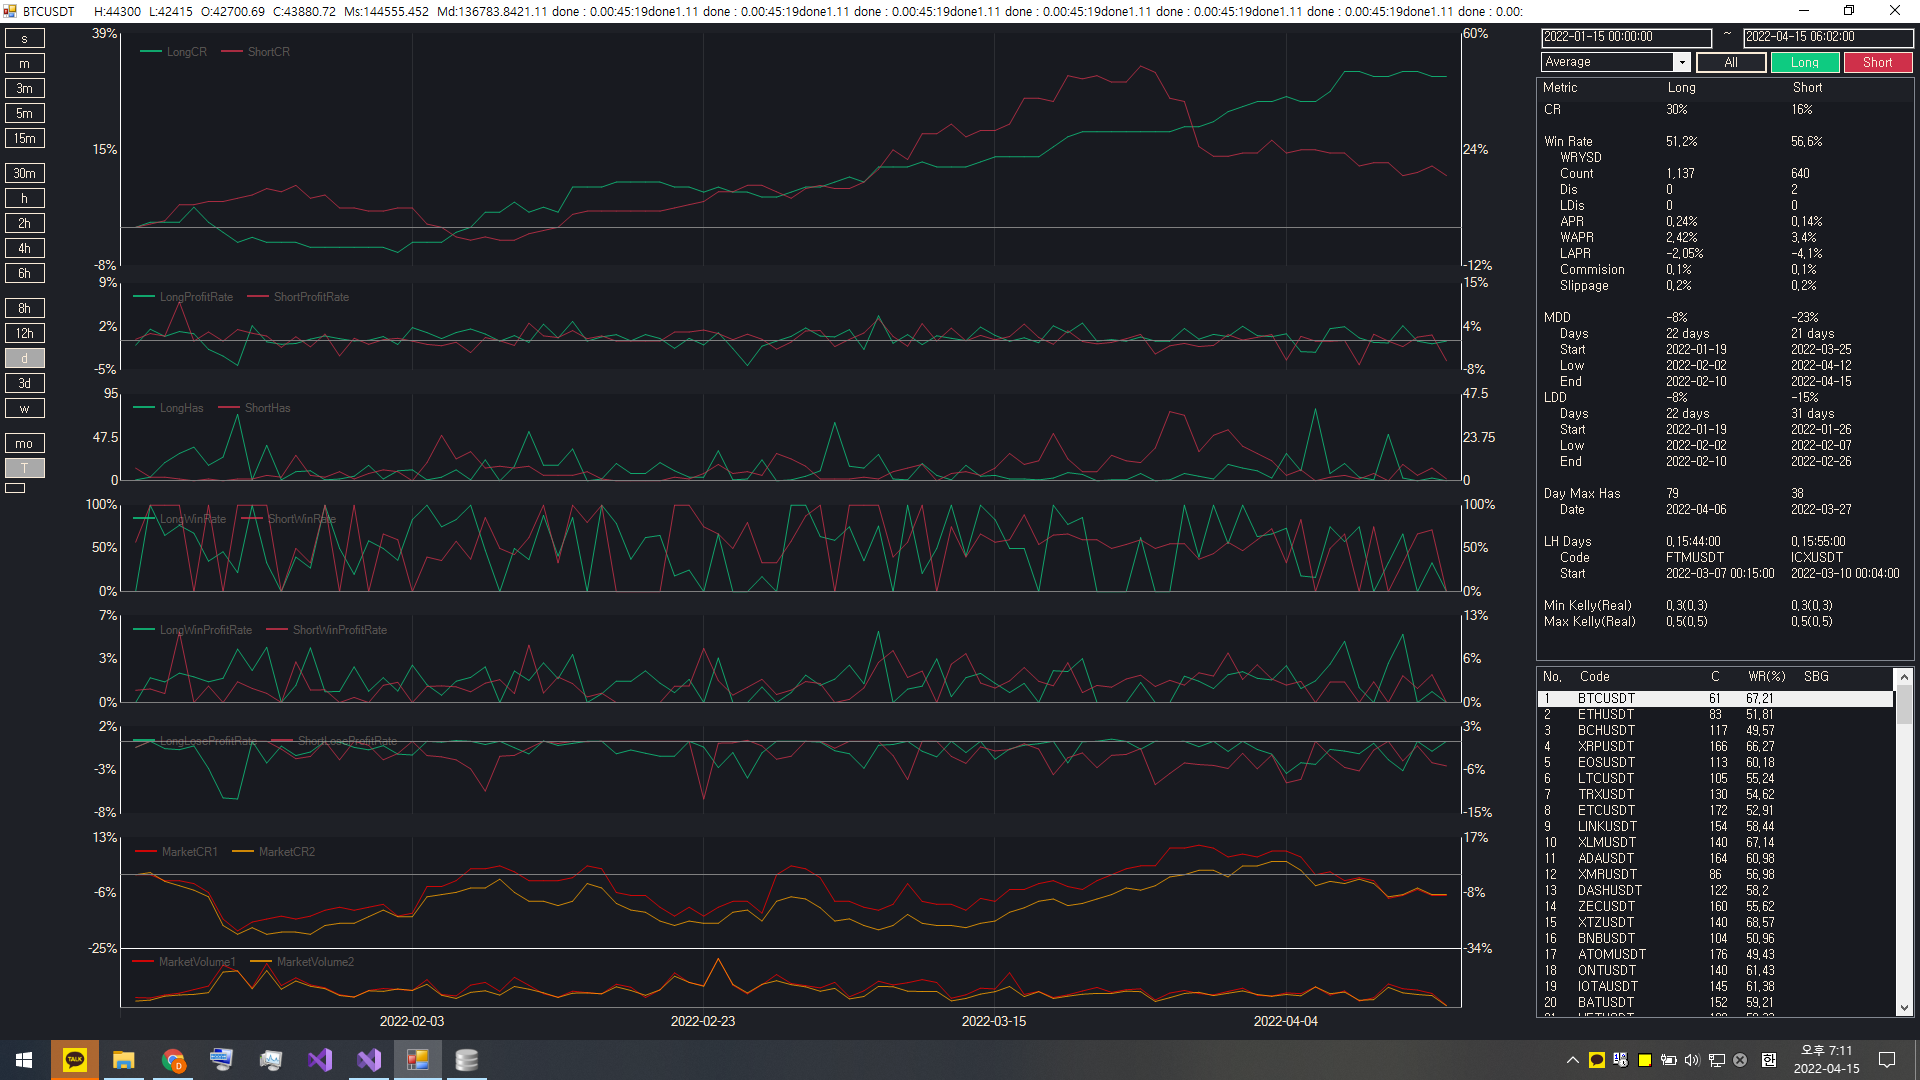 BTCUSDT H:44300 L:42415 O:42700.69 C:43880.72 Ms:144555.452 Md:136783.8421.11 done : 0.00:45:19done1.11 done : 0.00:45:19done1.11 done : 0.00:45:19done1.11 done : 0.00:45:19done1.11 done : 0.00:45:19done1.11 done : 0.00:45:19done1.11 done : 0.00:
s
m
3m
5m
15m
30m
h
2h
4h
6h
8h
12h
d
3d
w
mo
T
39% LongCR ShortCR 60%
15% 24%
-8% -12%
9% LongProfitRate ShortProfitRate 15%
2% 4%
-5% -8%
95 LongHas ShortHas 47.5
47.5 23.75
0 0
100% LongWinRate ShortWinRate 100%
50% 50%
0% 0%
7% LongWinProfitRate ShortWinProfitRate 13%
3% 6%
0% 0%
2% LongLoseProfitRate ShortLoseProfitRate 3%
-3% -6%
-8% -15%
13% MarketCR1 MarketCR2 17%
-6% -8%
-25% -34%
MarketVolume1 MarketVolume2
2022-02-03 2022-02-23 2022-03-15 2022-04-04
2022-01-15 00:00:00 ~ 2022-04-15 06:02:00
Average All Long Short
Metric Long Short
CR 30% 16%
Win Rate 51.2% 56.6%
WRYSD
Count 1,137 640
Dis 0 2
LDis 0 0
APR 0.24% 0.14%
WAPR 2.42% 3.4%
LAPR -2.05% -4.1%
Commision 0.1% 0.1%
Slippage 0.2% 0.2%
MDD -8% -23%
Days 22 days 21 days
Start 2022-01-19 2022-03-25
Low 2022-02-02 2022-04-12
End 2022-02-10 2022-04-15
LDD -8% -15%
Days 22 days 31 days
Start 2022-01-19 2022-01-26
Low 2022-02-02 2022-02-07
End 2022-02-10 2022-02-26
Day Max Has 79 38
Date 2022-04-06 2022-03-27
LH Days 0.15:44:00 0.15:55:00
Code FTMUSDT ICXUSDT
Start 2022-03-07 00:15:00 2022-03-10 00:04:00
Min Kelly(Real) 0.3(0.3) 0.3(0.3)
Max Kelly(Real) 0.5(0.5) 0.5(0.5)
No. Code C WR(%) SBG
1 BTCUSDT 61 67.21
2 ETHUSDT 83 51.81
3 BCHUSDT 117 49.57
4 XRPUSDT 166 66.27
5 EOSUSDT 113 60.18
6 LTCUSDT 105 55.24
7 TRXUSDT 130 54.62
8 ETCUSDT 172 52.91
9 LINKUSDT 154 58.44
10 XLMUSDT 140 67.14
11 ADAUSDT 164 60.98
12 XMRUSDT 86 56.98
13 DASHUSDT 122 58.2
14 ZECUSDT 160 55.62
15 XTZUSDT 140 68.57
16 BNBUSDT 104 50.96
17 ATOMUSDT 176 49.43
18 ONTUSDT 140 61.43
19 IOTAUSDT 145 61.38
20 BATUSDT 152 59.21
TALK
오후 7:11
2022-04-15